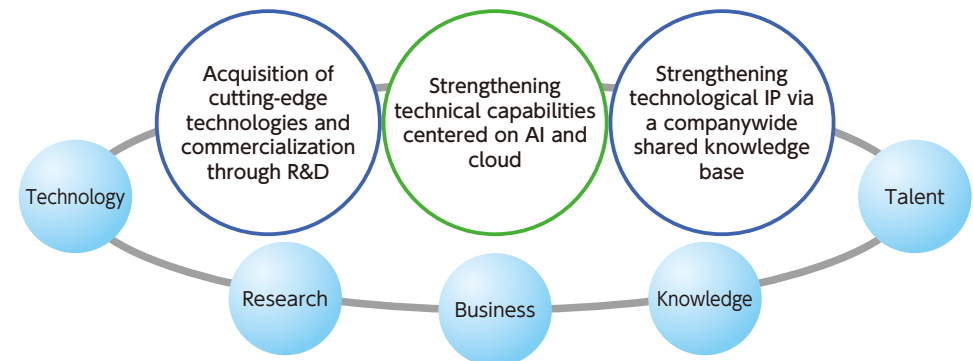 Acquisition of
cutting-edge
technologies and
commercialization
through R&D
Strengthening
technical capabilities
centered on AI and
cloud
Strengthening
technological IP via
a companywide
shared knowledge
base
Technology
Research
Business
Knowledge
Talent